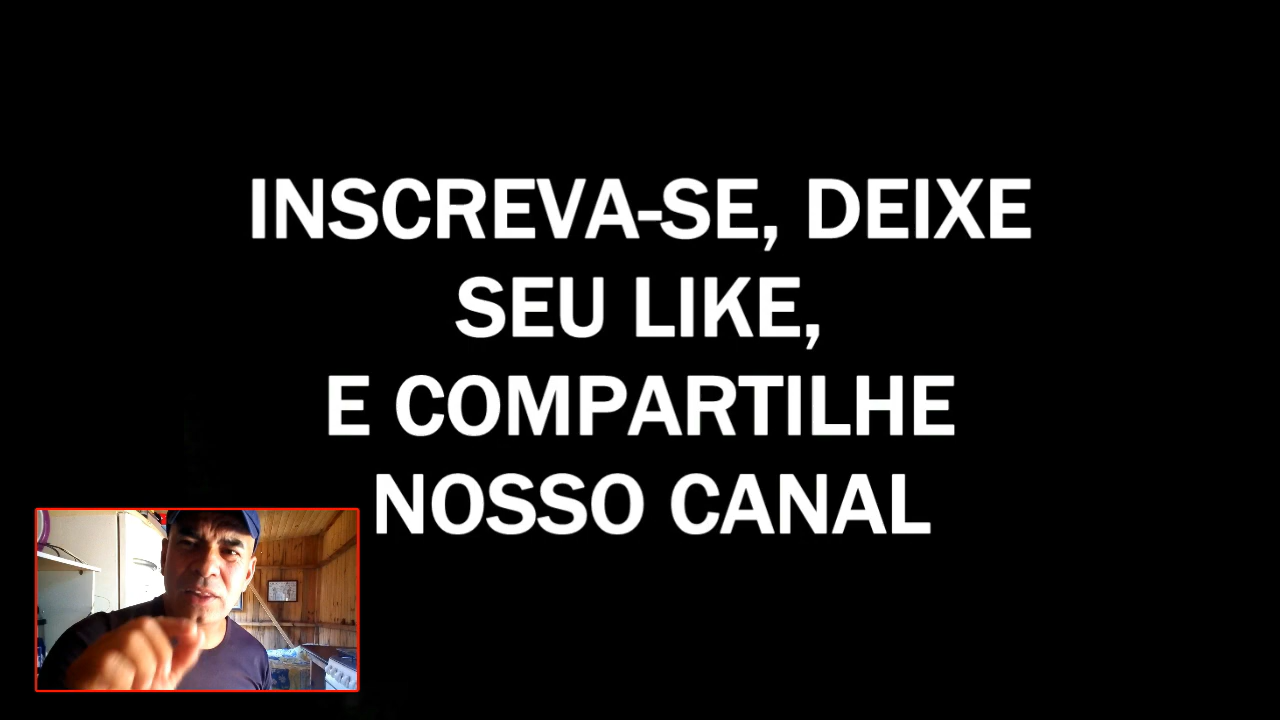 INSCREVA-SE, DEIXE
SEU LIKE,
E COMPARTILHE
NOSSO CANAL